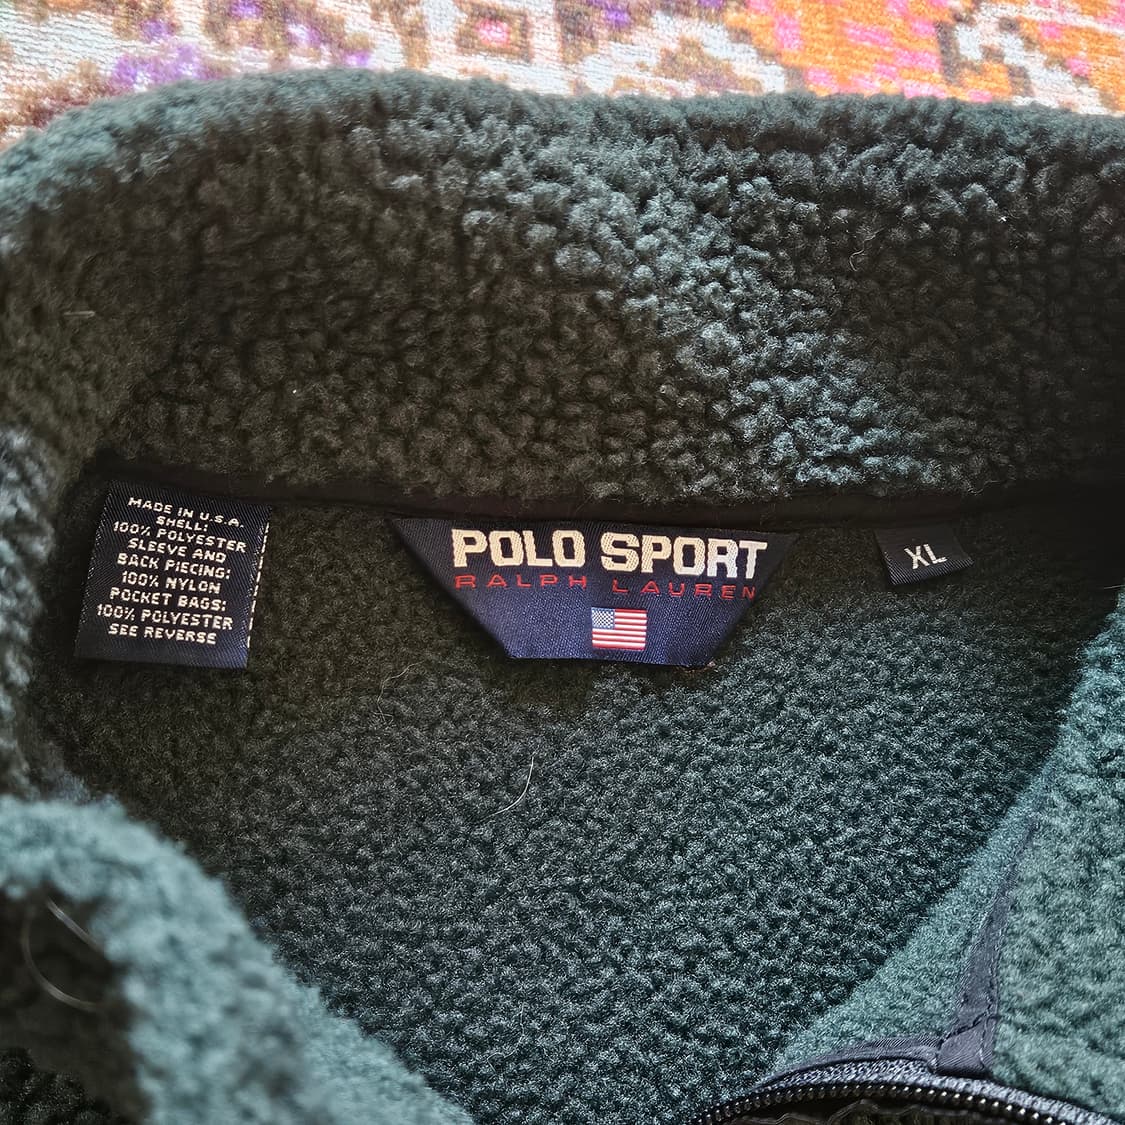 MADE IN U.S.A.
SHELL:
100% POLYESTER
SLEEVE AND
BACK PIECING:
100% NYLON
POCKET BAGS:
100% POLYESTER
SEE REVERSE
POLO SPORT
RALPH LAUREN
XL